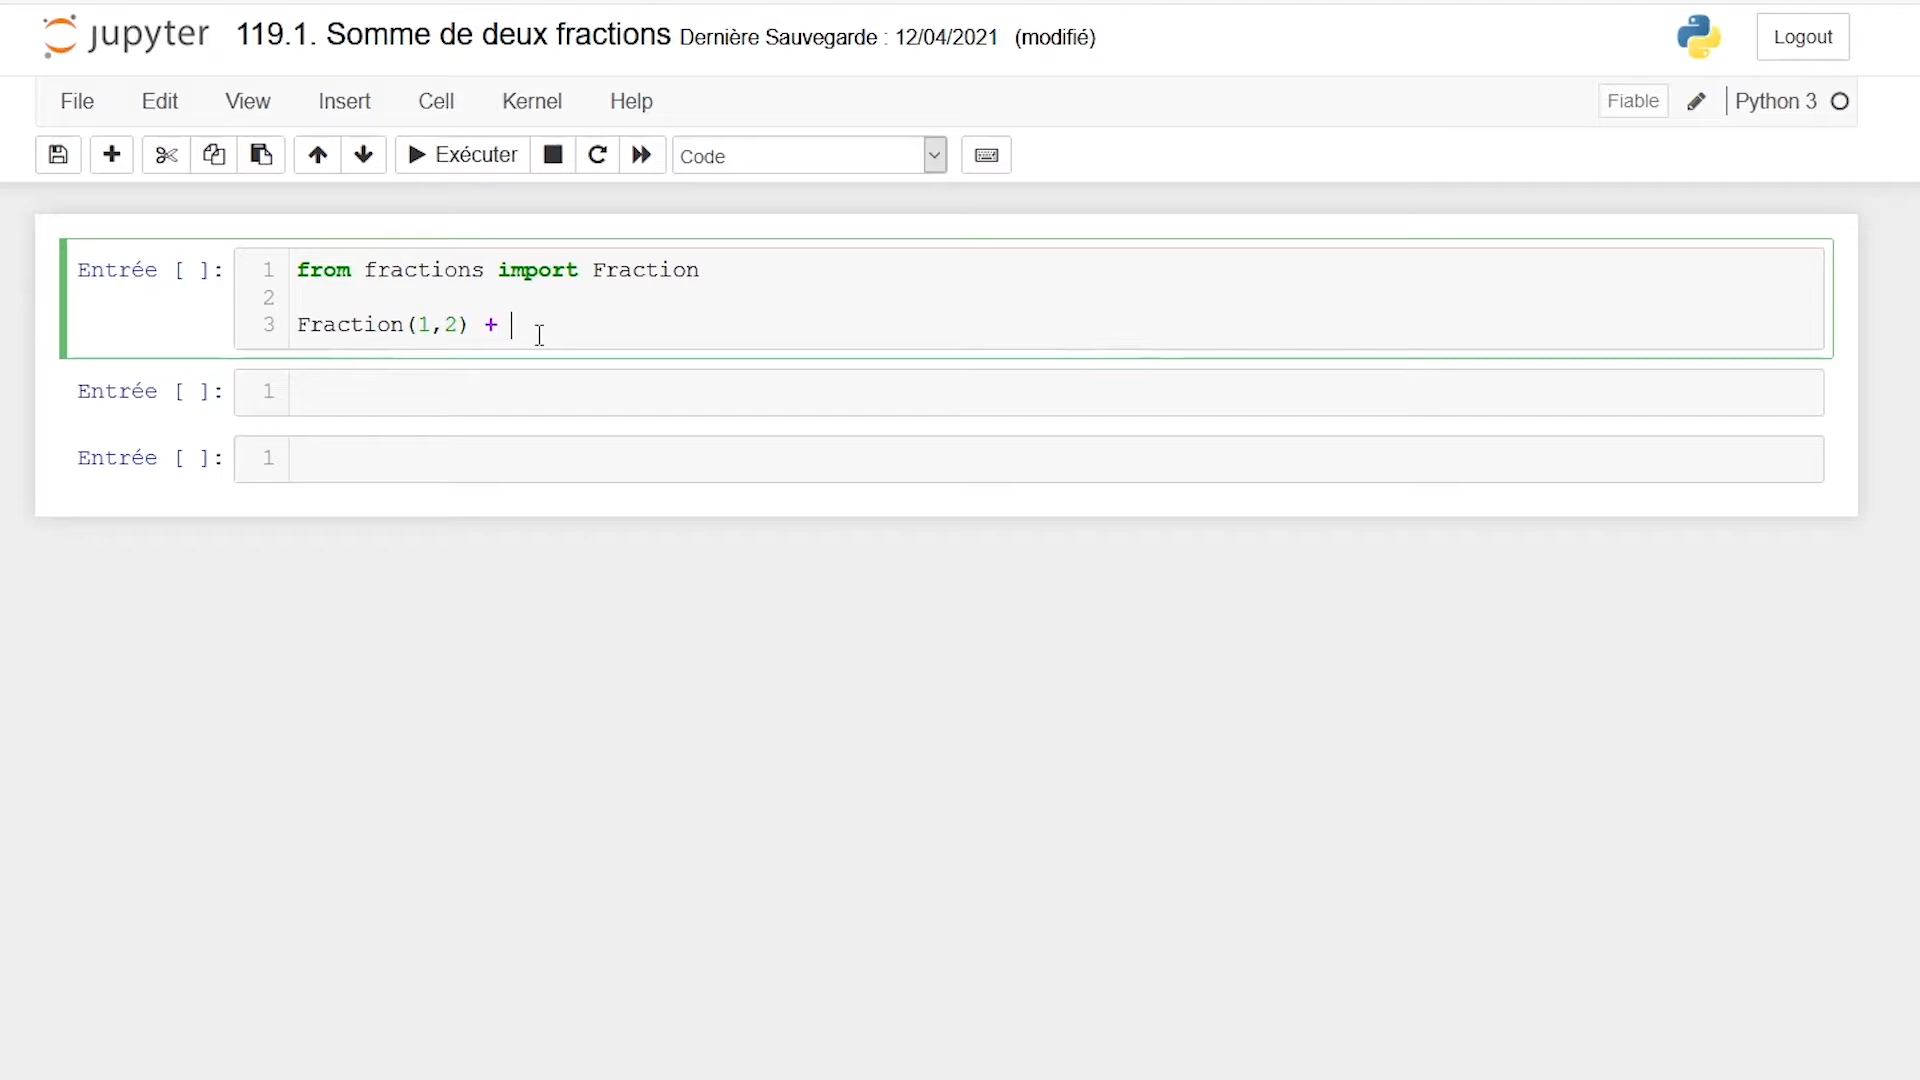 jupyter 119.1. Somme de deux fractions Dernière Sauvegarde : 12/04/2021 (modifié) Logout
File Edit View Insert Cell Kernel Help Fiable Python 3
Exécuter Code
Entrée [ ]: 1 from fractions import Fraction
2
3 Fraction(1,2) +
Entrée [ ]: 1
Entrée [ ]: 1